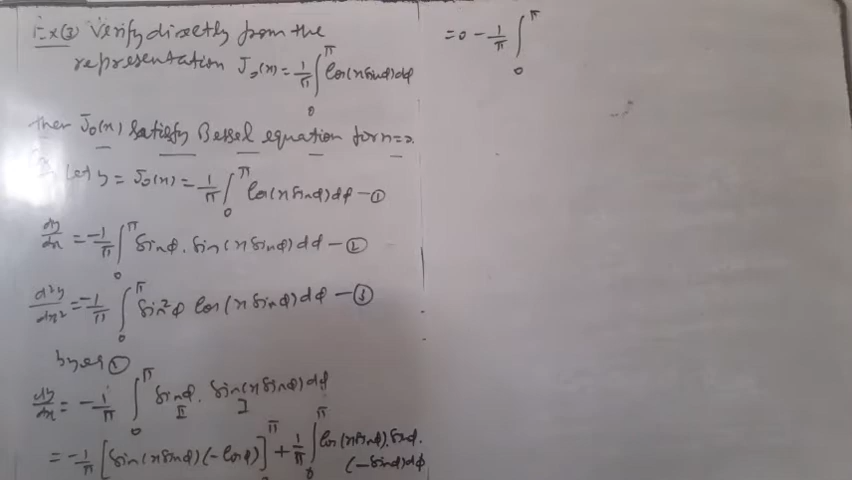 Ex(3) Verify directly from the
representation J₀(x) = 1/π ∫₀^π cos(x sinφ)dφ
then J₀(x) satisfy Bessel equation for n=0.
Let y = J₀(x) = 1/π ∫₀^π cos(x sinφ)dφ —①
dy/dx = -1/π ∫₀^π sinφ. sin(x sinφ)dφ —②
d²y/dx² = -1/π ∫₀^π sin²φ cos(x sinφ)dφ —③
by eq ②
dy/dx = -1/π ∫₀^π sinφ. sin(x sinφ)dφ
II I
= -1/π [sin(x sinφ)(-cosφ)]₀^π + 1/π ∫₀^π cos(x sinφ).
(-sinφ)dφ
= 0 - 1/π ∫₀^π